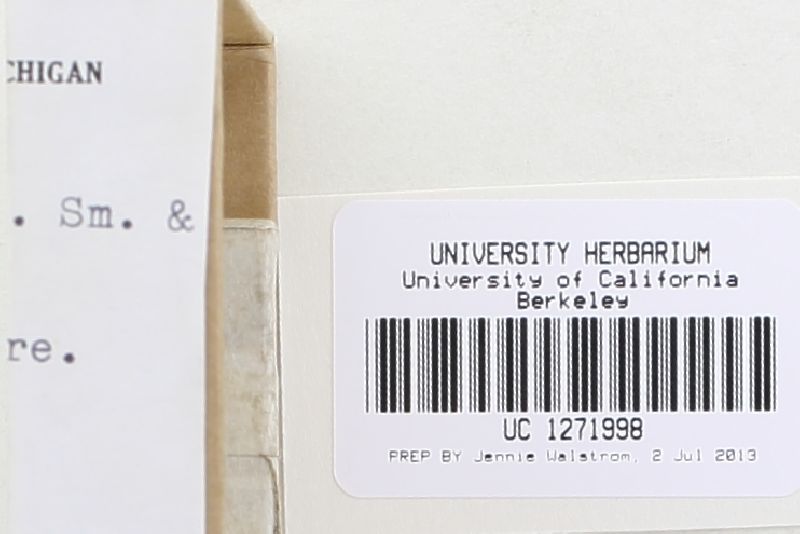 CHIGAN
. Sm. &
re.
UNIVERSITY HERBARIUM
University of California
Berkeley
UC 1271998
PREP BY Jennie Walstrom, 2 Jul 2013